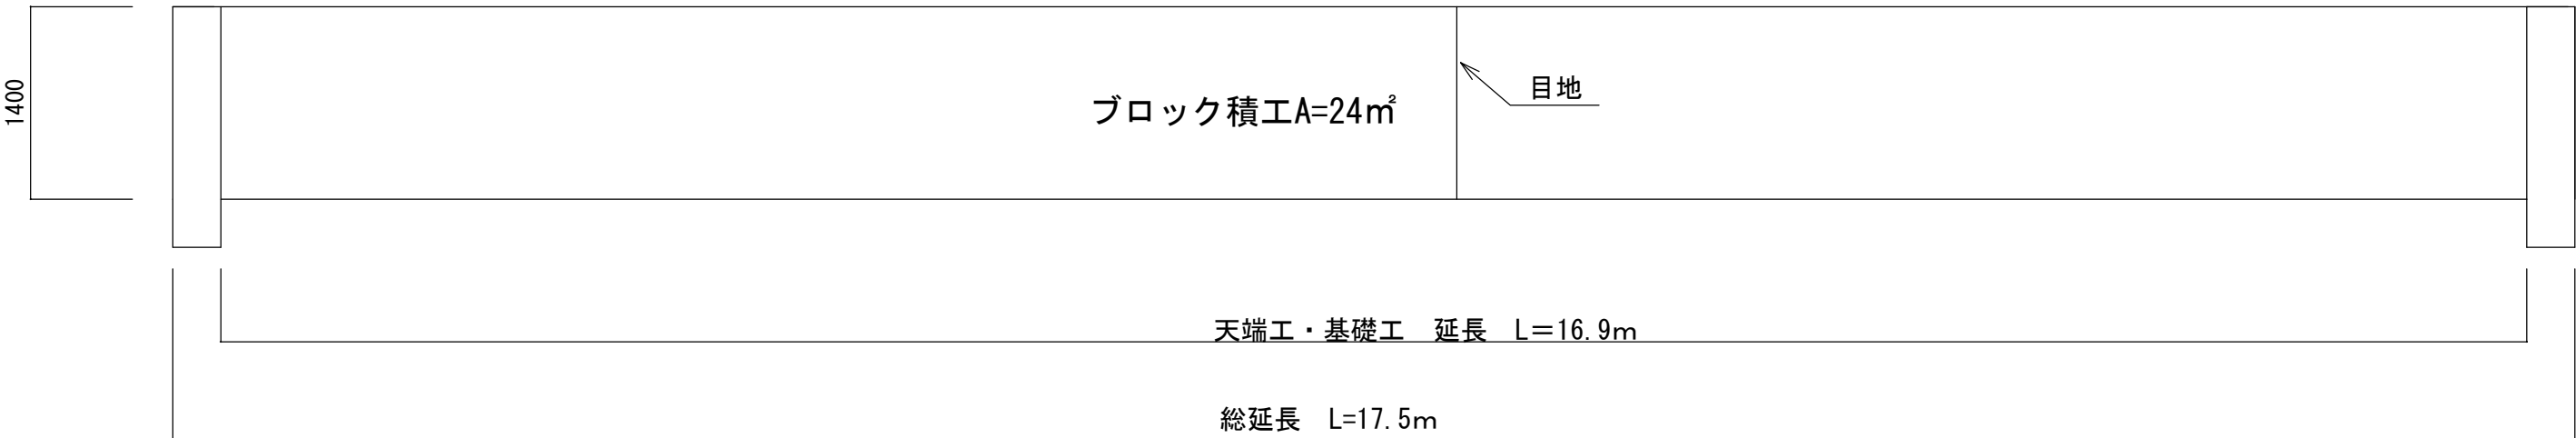 1400
ブロック積工A=24㎡
目地
天端工・基礎工　延長　L＝16.9m
総延長　L=17.5m